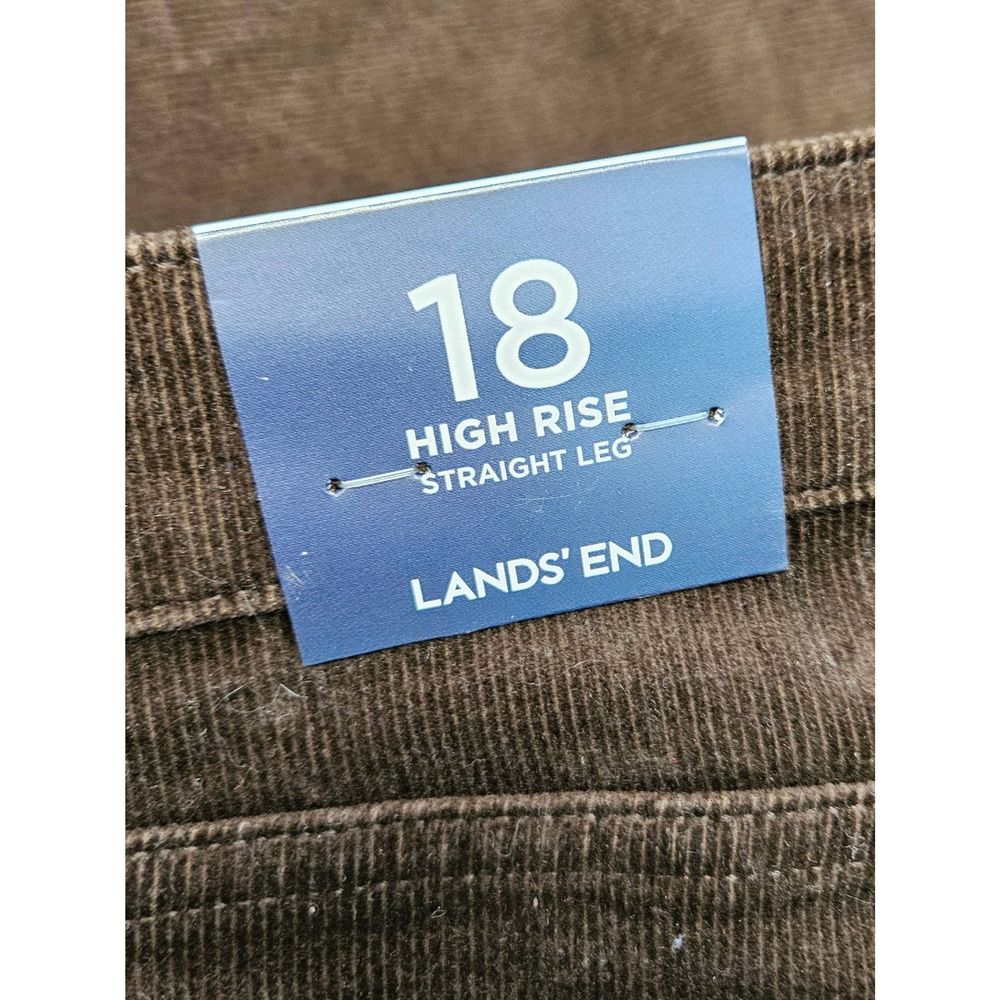 18
HIGH RISE
STRAIGHT LEG
LANDS' END